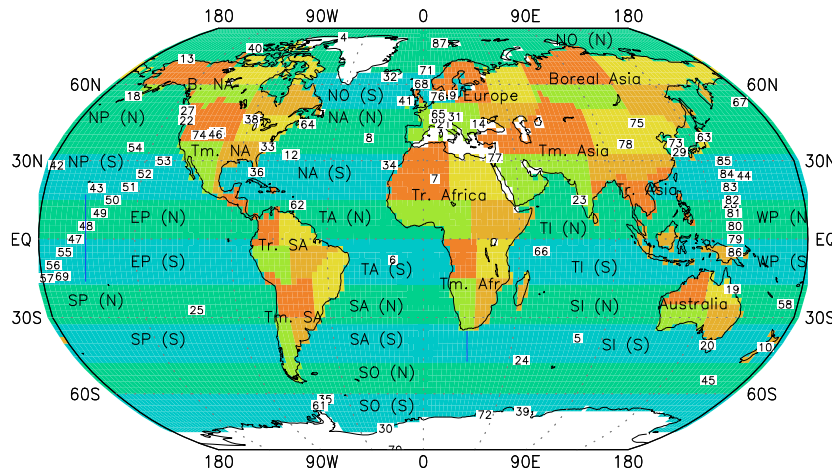 180 90W 0 90E 180
4 87 NO (N)
40
13 71 Boreal Asia
60N B. NA 32 68 60N
18 NO (S) 41 76 Europe 67
NP (N) 27 22 38 64 NA (N) 65 31 14 75
74 46 8 73 63
54 Tm. NA 33 12 78 Tm. Asia 29
30N 42 NP (S) 53 34 77 85 30N
52 36 NA (S) 7 84 44
43 51 Tr. Africa Tr. Asia 83
50 62 23 82
49 EP (N) TA (N) TI (N) 81 WP (N
48 80
EQ 47 Tr. SA 79 EQ
55 66 86
56 EP (S) 6 TA (S) TI (S) WP (S
57 69 Tm. Afr 19
SP (N) 25 SA (N) SI (N) Australia 58
30S Tm. SA 30S
SP (S) SA (S) 5 SI (S) 20 10
24
SO (N) 45
60S 35 60S
61 SO (S) 72 39
30
180 90W 0 90E 180